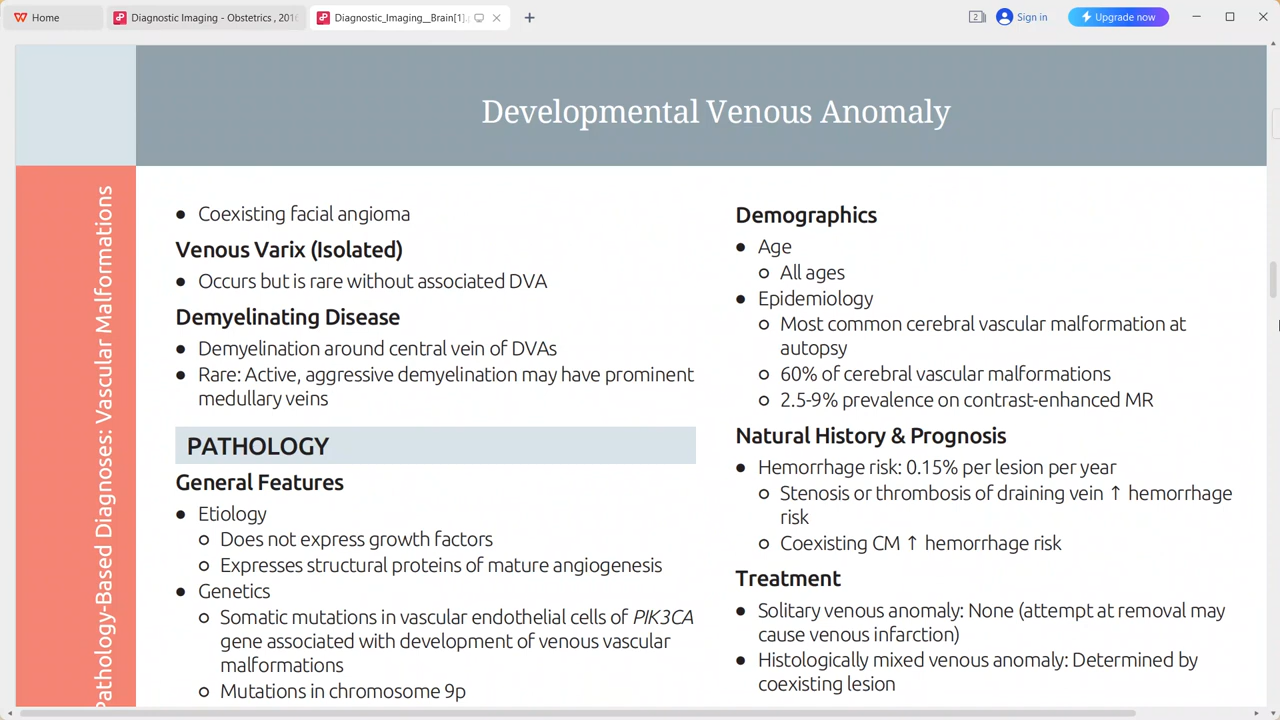 Home
Diagnostic Imaging - Obstetrics , 201
Diagnostic_Imaging__Brain[1].
2
Sign in
Upgrade now
Developmental Venous Anomaly
Pathology-Based Diagnoses: Vascular Malformations
● Coexisting facial angioma
Venous Varix (Isolated)
● Occurs but is rare without associated DVA
Demyelinating Disease
● Demyelination around central vein of DVAs
● Rare: Active, aggressive demyelination may have prominent
medullary veins
PATHOLOGY
General Features
● Etiology
○ Does not express growth factors
○ Expresses structural proteins of mature angiogenesis
● Genetics
○ Somatic mutations in vascular endothelial cells of PIK3CA
gene associated with development of venous vascular
malformations
○ Mutations in chromosome 9p
Demographics
● Age
○ All ages
● Epidemiology
○ Most common cerebral vascular malformation at
autopsy
○ 60% of cerebral vascular malformations
○ 2.5-9% prevalence on contrast-enhanced MR
Natural History & Prognosis
● Hemorrhage risk: 0.15% per lesion per year
○ Stenosis or thrombosis of draining vein ↑ hemorrhage
risk
○ Coexisting CM ↑ hemorrhage risk
Treatment
● Solitary venous anomaly: None (attempt at removal may
cause venous infarction)
● Histologically mixed venous anomaly: Determined by
coexisting lesion